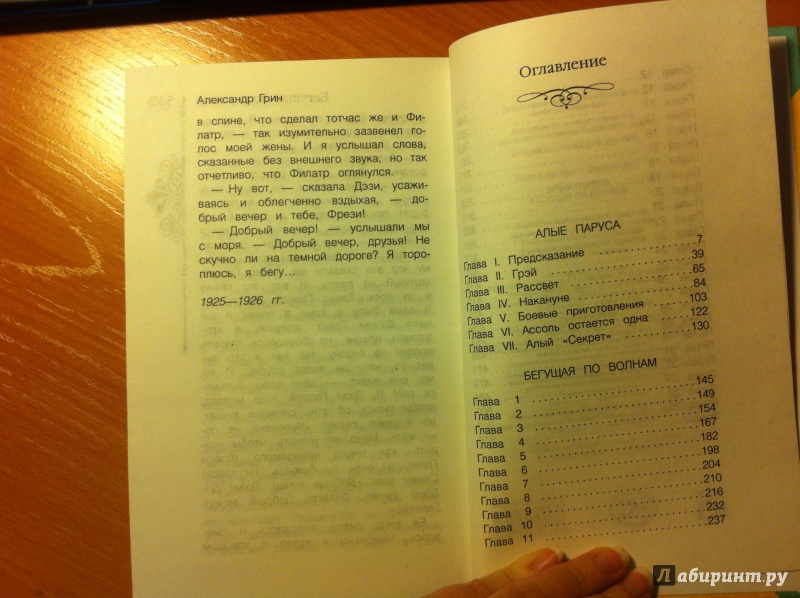 Александр Грин
в спине, что сделал тотчас же и Фи-
латр, — так изумительно зазвенел го-
лос моей жены. И я услышал слова,
сказанные без внешнего звука, но так
отчетливо, что Филатр оглянулся.
— Ну вот, — сказала Дэзи, усажи-
ваясь и облегченно вздыхая, — до-
брый вечер и тебе, Фрези!
— Добрый вечер! — услышали мы
с моря. — Добрый вечер, друзья! Не
скучно ли на темной дороге? Я торо-
плюсь, я бегу...
1925—1926 гг.
Оглавление
АЛЫЕ ПАРУСА
Глава I. Предсказание 7
Глава II. Грэй 39
Глава III. Рассвет 65
Глава IV. Накануне 84
Глава V. Боевые приготовления 103
Глава VI. Ассоль остается одна 122
Глава VII. Алый «Секрет» 130
БЕГУЩАЯ ПО ВОЛНАМ
Глава 1 145
Глава 2 149
Глава 3 154
Глава 4 167
Глава 5 182
Глава 6 198
Глава 7 204
Глава 8 210
Глава 9 216
Глава 10 232
Глава 11 237
Лабиринт.ру